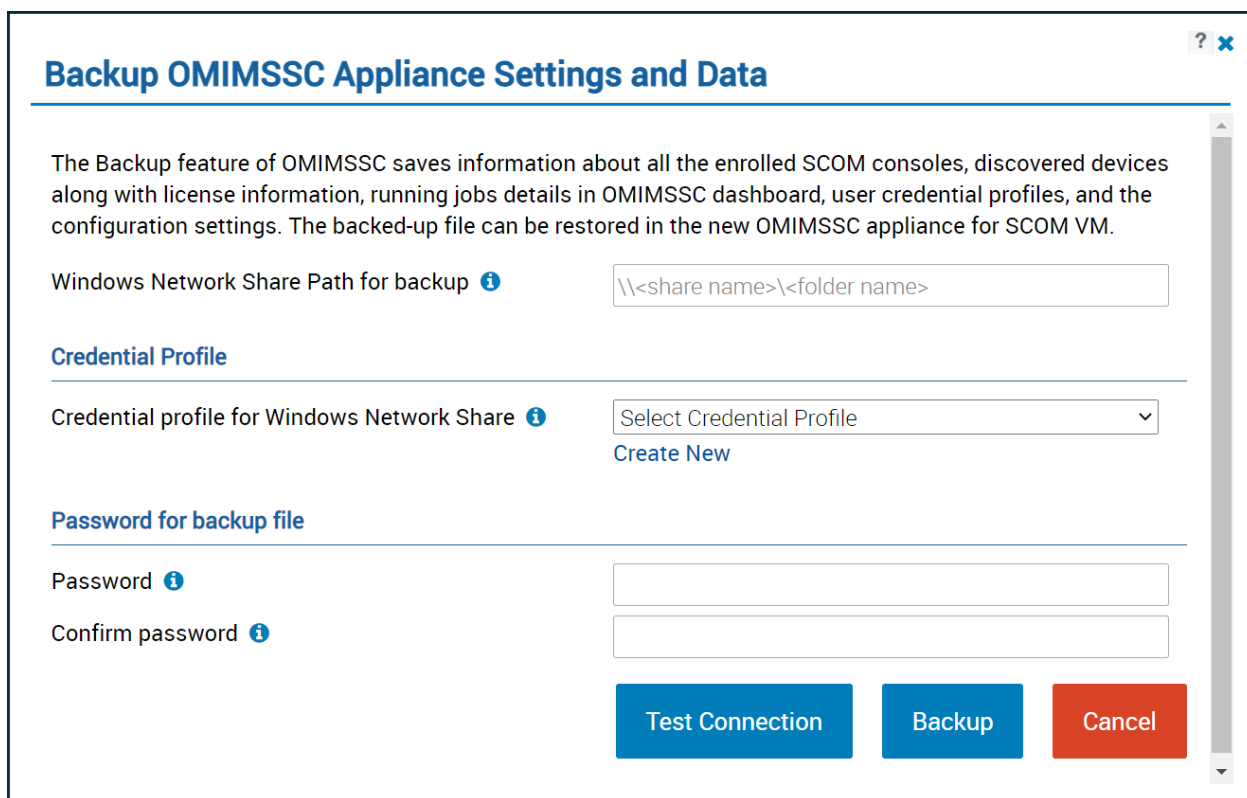 ?
Backup OMIMSSC Appliance Settings and Data
The Backup feature of OMIMSSC saves information about all the enrolled SCOM consoles, discovered devices
along with license information, running jobs details in OMIMSSC dashboard, user credential profiles, and the
configuration settings. The backed-up file can be restored in the new OMIMSSC appliance for SCOM VM.
Windows Network Share Path for backup
\\<share name>\<folder name>
Credential Profile
Credential profile for Windows Network Share
Select Credential Profile
Create New
Password for backup file
Password
Confirm password
Test Connection
Backup
Cancel